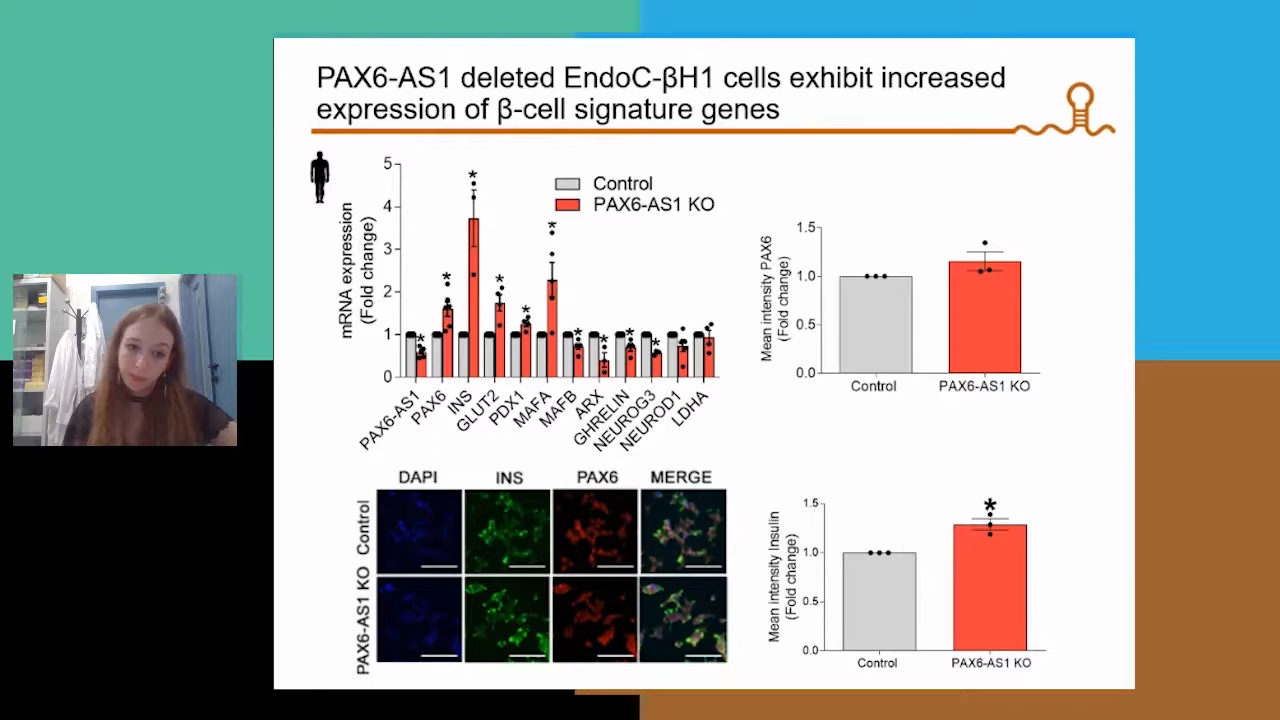 PAX6-AS1 deleted EndoC-βH1 cells exhibit increased
expression of β-cell signature genes
mRNA expression
(Fold change)
5
4
3
2
1
0
Control
PAX6-AS1 KO
*
*
*
*
*
*
*
*
*
*
PAX6-AS1
PAX6
INS
GLUT2
PDX1
MAFA
MAFB
ARX
GHRELIN
NEUROG3
NEUROD1
LDHA
Mean intensity PAX6
(Fold change)
1.5
1.0
0.5
0.0
Control
PAX6-AS1 KO
DAPI
INS
PAX6
MERGE
Control
PAX6-AS1 KO
Mean intensity Insulin
(Fold change)
1.5
1.0
0.5
0.0
*
Control
PAX6-AS1 KO